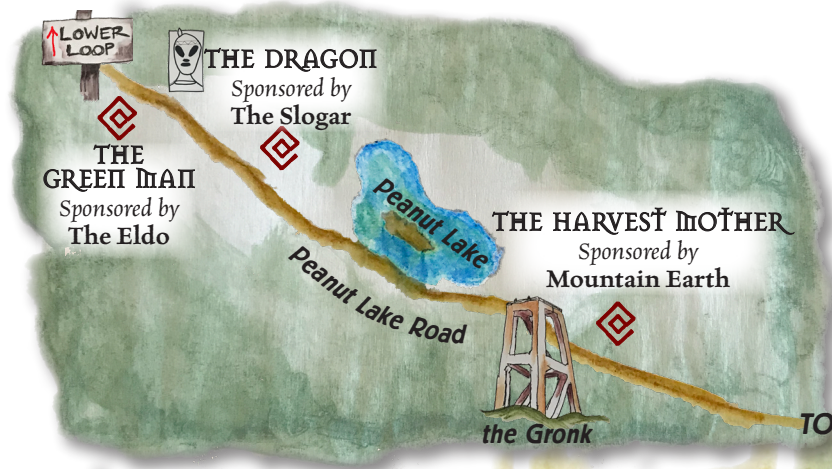 LOWER
LOOP
THE DRAGON
Sponsored by
The Slogar
THE
GREEN MAN
Sponsored by
The Eldo
Peanut Lake
THE HARVEST MOTHER
Sponsored by
Mountain Earth
Peanut Lake Road
the Gronk
TO